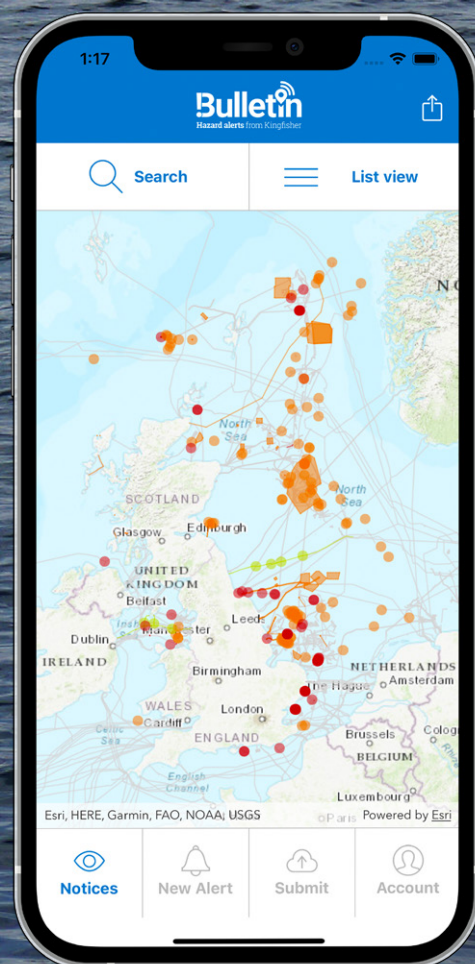 1:17
Bulletin
Hazard alerts from Kingfisher
Search
List view
North
Sea
SCOTLAND
North
Sea
Glasgow
Edinburgh
UNITED
KINGDOM
Belfast
Leeds
Dublin
IRELAND
NETHERLANDS
Birmingham
The Hague
Amsterdam
WALES
London
Cardiff
Celtic
Sea
ENGLAND
Brussels
BELGIUM
English
Channel
Luxembourg
Paris
Esri, HERE, Garmin, FAO, NOAA, USGS
Powered by Esri
Notices
New Alert
Submit
Account